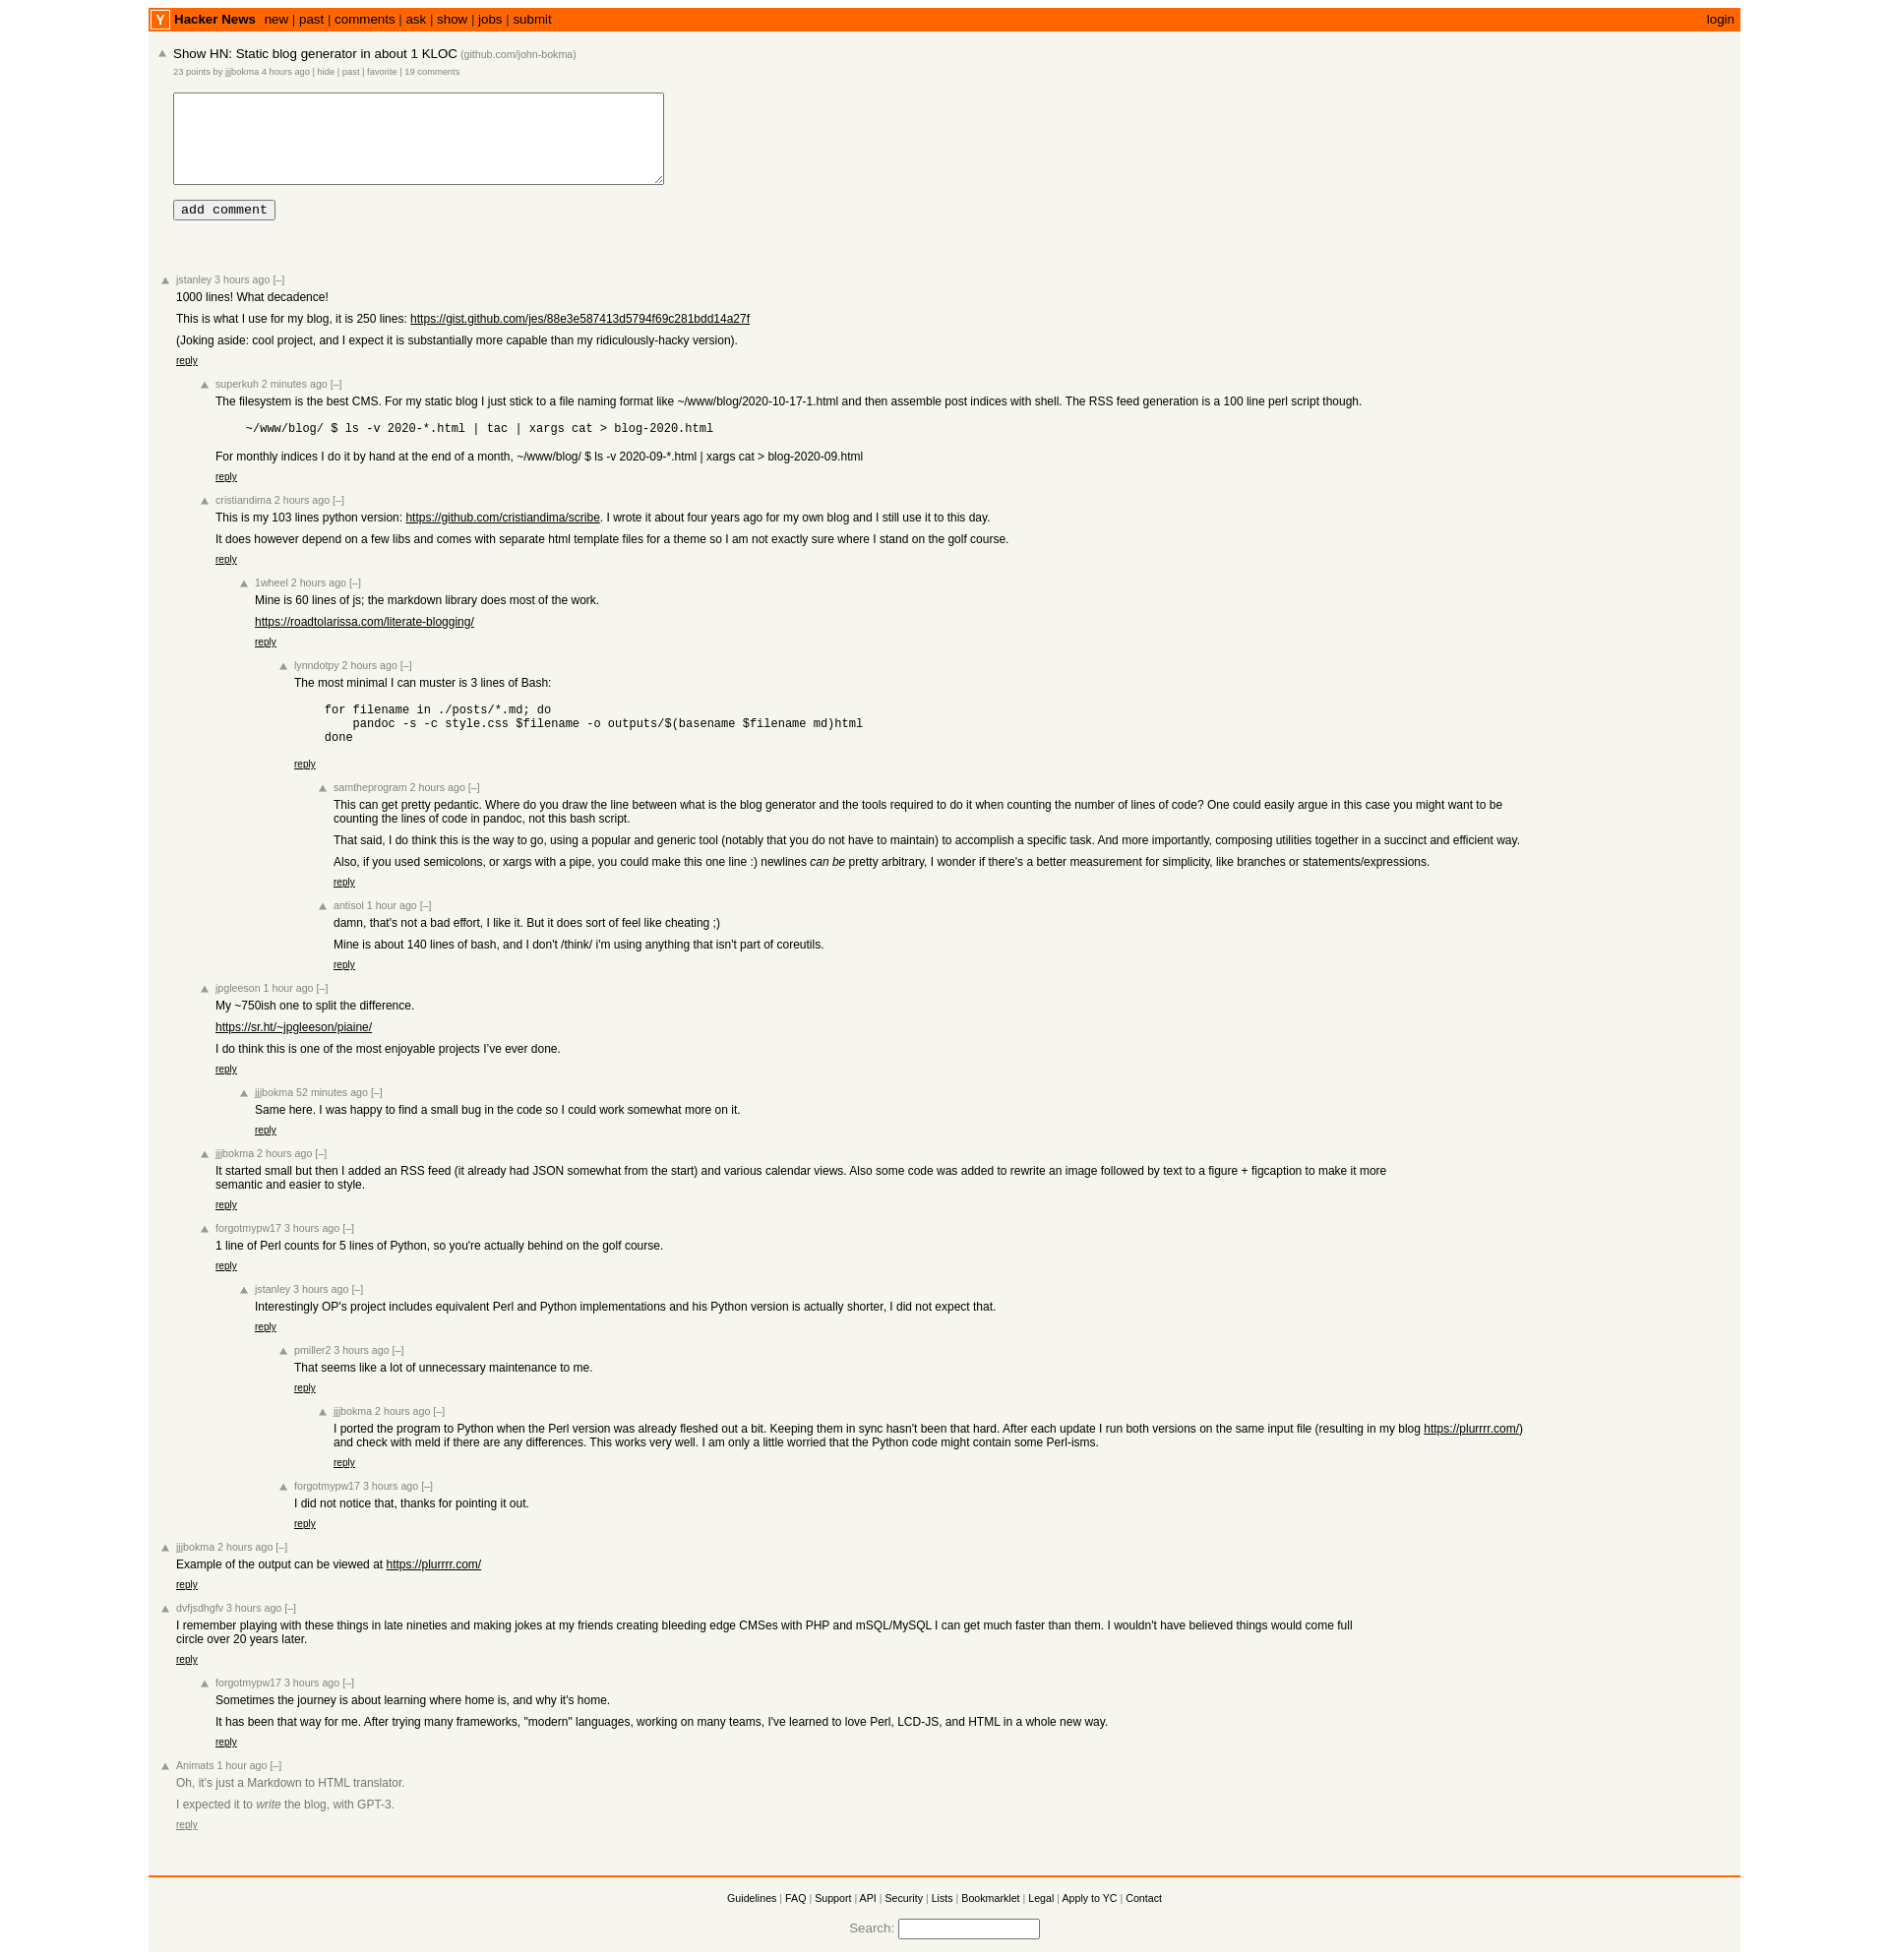 Y Hacker News new | past | comments | ask | show | jobs | submit login
Show HN: Static blog generator in about 1 KLOC (github.com/john-bokma)
23 points by jjjbokma 4 hours ago | hide | past | favorite | 19 comments
add comment
jstanley 3 hours ago [–]
1000 lines! What decadence!
This is what I use for my blog, it is 250 lines: https://gist.github.com/jes/88e3e587413d5794f69c281bdd14a27f
(Joking aside: cool project, and I expect it is substantially more capable than my ridiculously-hacky version).
reply
superkuh 2 minutes ago [–]
The filesystem is the best CMS. For my static blog I just stick to a file naming format like ~/www/blog/2020-10-17-1.html and then assemble post indices with shell. The RSS feed generation is a 100 line perl script though.
~/www/blog/ $ ls -v 2020-*.html | tac | xargs cat > blog-2020.html
For monthly indices I do it by hand at the end of a month, ~/www/blog/ $ ls -v 2020-09-*.html | xargs cat > blog-2020-09.html
reply
cristiandima 2 hours ago [–]
This is my 103 lines python version: https://github.com/cristiandima/scribe. I wrote it about four years ago for my own blog and I still use it to this day.
It does however depend on a few libs and comes with separate html template files for a theme so I am not exactly sure where I stand on the golf course.
reply
1wheel 2 hours ago [–]
Mine is 60 lines of js; the markdown library does most of the work.
https://roadtolarissa.com/literate-blogging/
reply
lynndotpy 2 hours ago [–]
The most minimal I can muster is 3 lines of Bash:
for filename in ./posts/*.md; do
pandoc -s -c style.css $filename -o outputs/$(basename $filename md)html
done
reply
samtheprogram 2 hours ago [–]
This can get pretty pedantic. Where do you draw the line between what is the blog generator and the tools required to do it when counting the number of lines of code? One could easily argue in this case you might want to be
counting the lines of code in pandoc, not this bash script.
That said, I do think this is the way to go, using a popular and generic tool (notably that you do not have to maintain) to accomplish a specific task. And more importantly, composing utilities together in a succinct and efficient way.
Also, if you used semicolons, or xargs with a pipe, you could make this one line :) newlines can be pretty arbitrary, I wonder if there's a better measurement for simplicity, like branches or statements/expressions.
reply
antisol 1 hour ago [–]
damn, that's not a bad effort, I like it. But it does sort of feel like cheating ;)
Mine is about 140 lines of bash, and I don't /think/ i'm using anything that isn't part of coreutils.
reply
jpgleeson 1 hour ago [–]
My ~750ish one to split the difference.
https://sr.ht/~jpgleeson/piaine/
I do think this is one of the most enjoyable projects I’ve ever done.
reply
jjjbokma 52 minutes ago [–]
Same here. I was happy to find a small bug in the code so I could work somewhat more on it.
reply
jjjbokma 2 hours ago [–]
It started small but then I added an RSS feed (it already had JSON somewhat from the start) and various calendar views. Also some code was added to rewrite an image followed by text to a figure + figcaption to make it more
semantic and easier to style.
reply
forgotmypw17 3 hours ago [–]
1 line of Perl counts for 5 lines of Python, so you're actually behind on the golf course.
reply
jstanley 3 hours ago [–]
Interestingly OP's project includes equivalent Perl and Python implementations and his Python version is actually shorter, I did not expect that.
reply
pmiller2 3 hours ago [–]
That seems like a lot of unnecessary maintenance to me.
reply
jjjbokma 2 hours ago [–]
I ported the program to Python when the Perl version was already fleshed out a bit. Keeping them in sync hasn't been that hard. After each update I run both versions on the same input file (resulting in my blog https://plurrrr.com/)
and check with meld if there are any differences. This works very well. I am only a little worried that the Python code might contain some Perl-isms.
reply
forgotmypw17 3 hours ago [–]
I did not notice that, thanks for pointing it out.
reply
jjjbokma 2 hours ago [–]
Example of the output can be viewed at https://plurrrr.com/
reply
dvfjsdhgfv 3 hours ago [–]
I remember playing with these things in late nineties and making jokes at my friends creating bleeding edge CMSes with PHP and mSQL/MySQL I can get much faster than them. I wouldn't have believed things would come full
circle over 20 years later.
reply
forgotmypw17 3 hours ago [–]
Sometimes the journey is about learning where home is, and why it's home.
It has been that way for me. After trying many frameworks, "modern" languages, working on many teams, I've learned to love Perl, LCD-JS, and HTML in a whole new way.
reply
Animats 1 hour ago [–]
Oh, it's just a Markdown to HTML translator.
I expected it to write the blog, with GPT-3.
reply
Guidelines | FAQ | Support | API | Security | Lists | Bookmarklet | Legal | Apply to YC | Contact
Search: